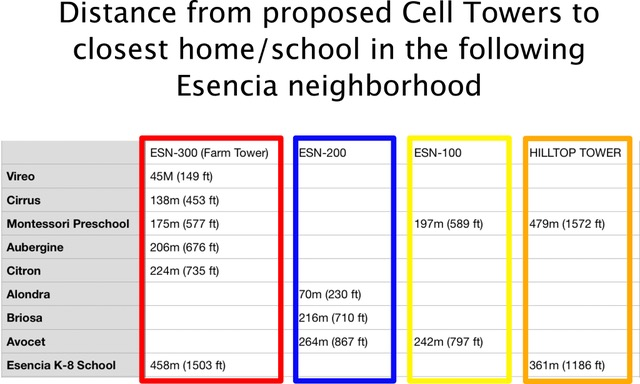 Distance from proposed Cell Towers to
closest home/school in the following
Esencia neighborhood
ESN-300 (Farm Tower) ESN-200 ESN-100 HILLTOP TOWER
Vireo 45M (149 ft)
Cirrus 138m (453 ft)
Montessori Preschool 175m (577 ft) 197m (589 ft) 479m (1572 ft)
Aubergine 206m (676 ft)
Citron 224m (735 ft)
Alondra 70m (230 ft)
Briosa 216m (710 ft)
Avocet 264m (867 ft) 242m (797 ft)
Esencia K-8 School 458m (1503 ft) 361m (1186 ft)